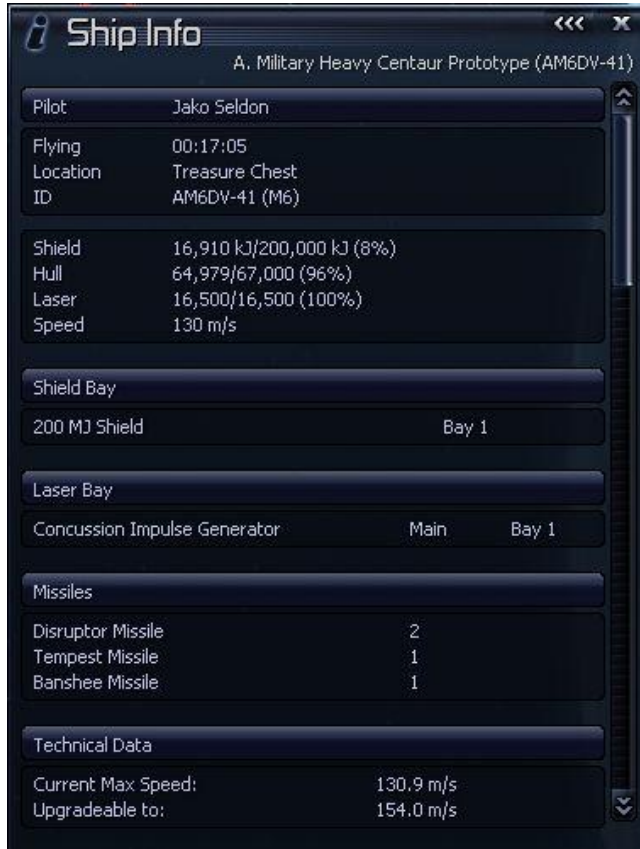 Ship Info
A. Military Heavy Centaur Prototype (AM6DV-41)
Pilot Jako Seldon
Flying 00:17:05
Location Treasure Chest
ID AM6DV-41 (M6)
Shield 16,910 kJ/200,000 kJ (8%)
Hull 64,979/67,000 (96%)
Laser 16,500/16,500 (100%)
Speed 130 m/s
Shield Bay
200 MJ Shield Bay 1
Laser Bay
Concussion Impulse Generator Main Bay 1
Missiles
Disruptor Missile 2
Tempest Missile 1
Banshee Missile 1
Technical Data
Current Max Speed: 130.9 m/s
Upgradeable to: 154.0 m/s